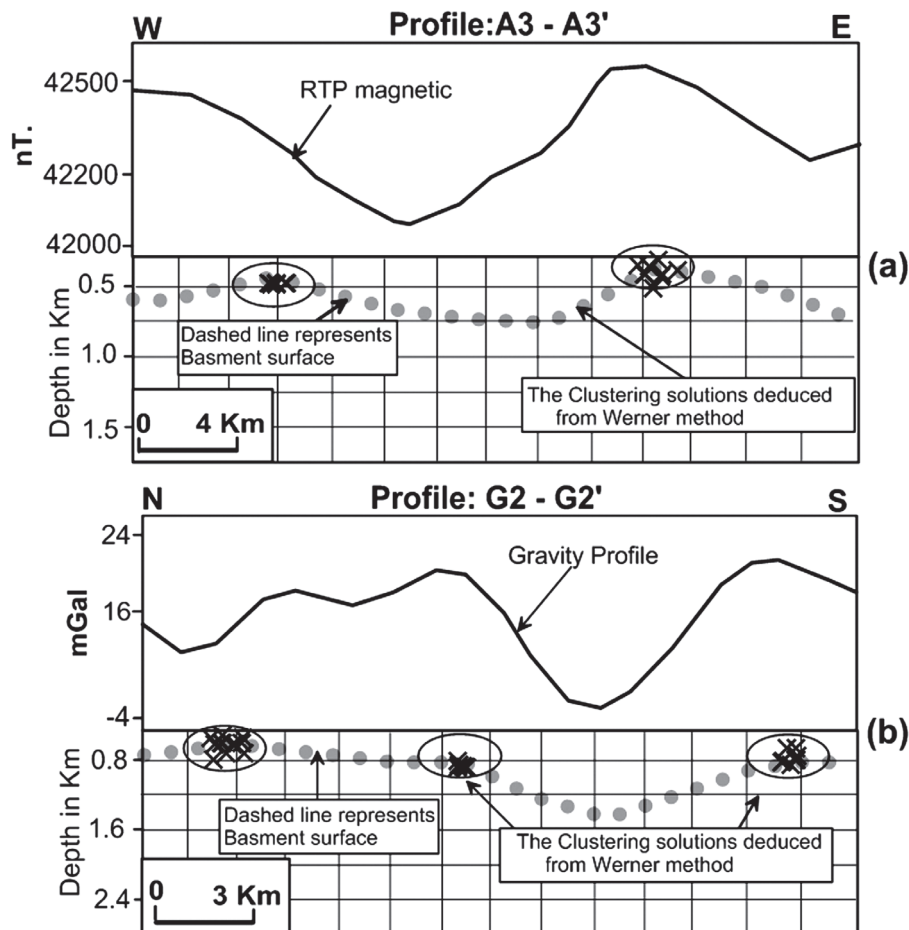 W Profile:A3 - A3' E
42500
RTP magnetic
nT.
42200
42000
(a)
0.5
Depth in Km
Dashed line represents
Basment surface
1.0
The Clustering solutions deduced
from Werner method
0 4 Km
1.5
N Profile: G2 - G2' S
24
Gravity Profile
mGal
16
-4
(b)
0.8
Depth in Km
Dashed line represents
Basment surface
1.6
The Clustering solutions deduced
from Werner method
0 3 Km
2.4